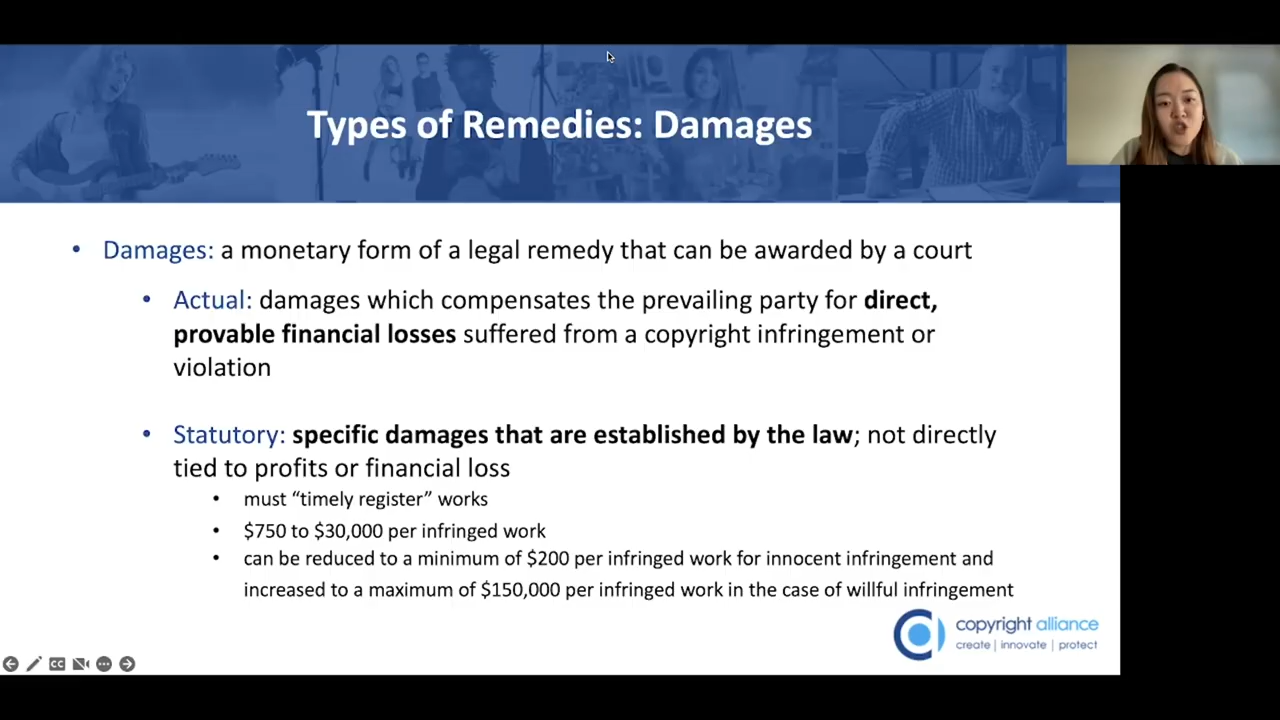 Types of Remedies: Damages
• Damages: a monetary form of a legal remedy that can be awarded by a court
• Actual: damages which compensates the prevailing party for direct,
provable financial losses suffered from a copyright infringement or
violation
• Statutory: specific damages that are established by the law; not directly
tied to profits or financial loss
• must “timely register” works
• $750 to $30,000 per infringed work
• can be reduced to a minimum of $200 per infringed work for innocent infringement and
increased to a maximum of $150,000 per infringed work in the case of willful infringement
copyright alliance
create | innovate | protect
CC